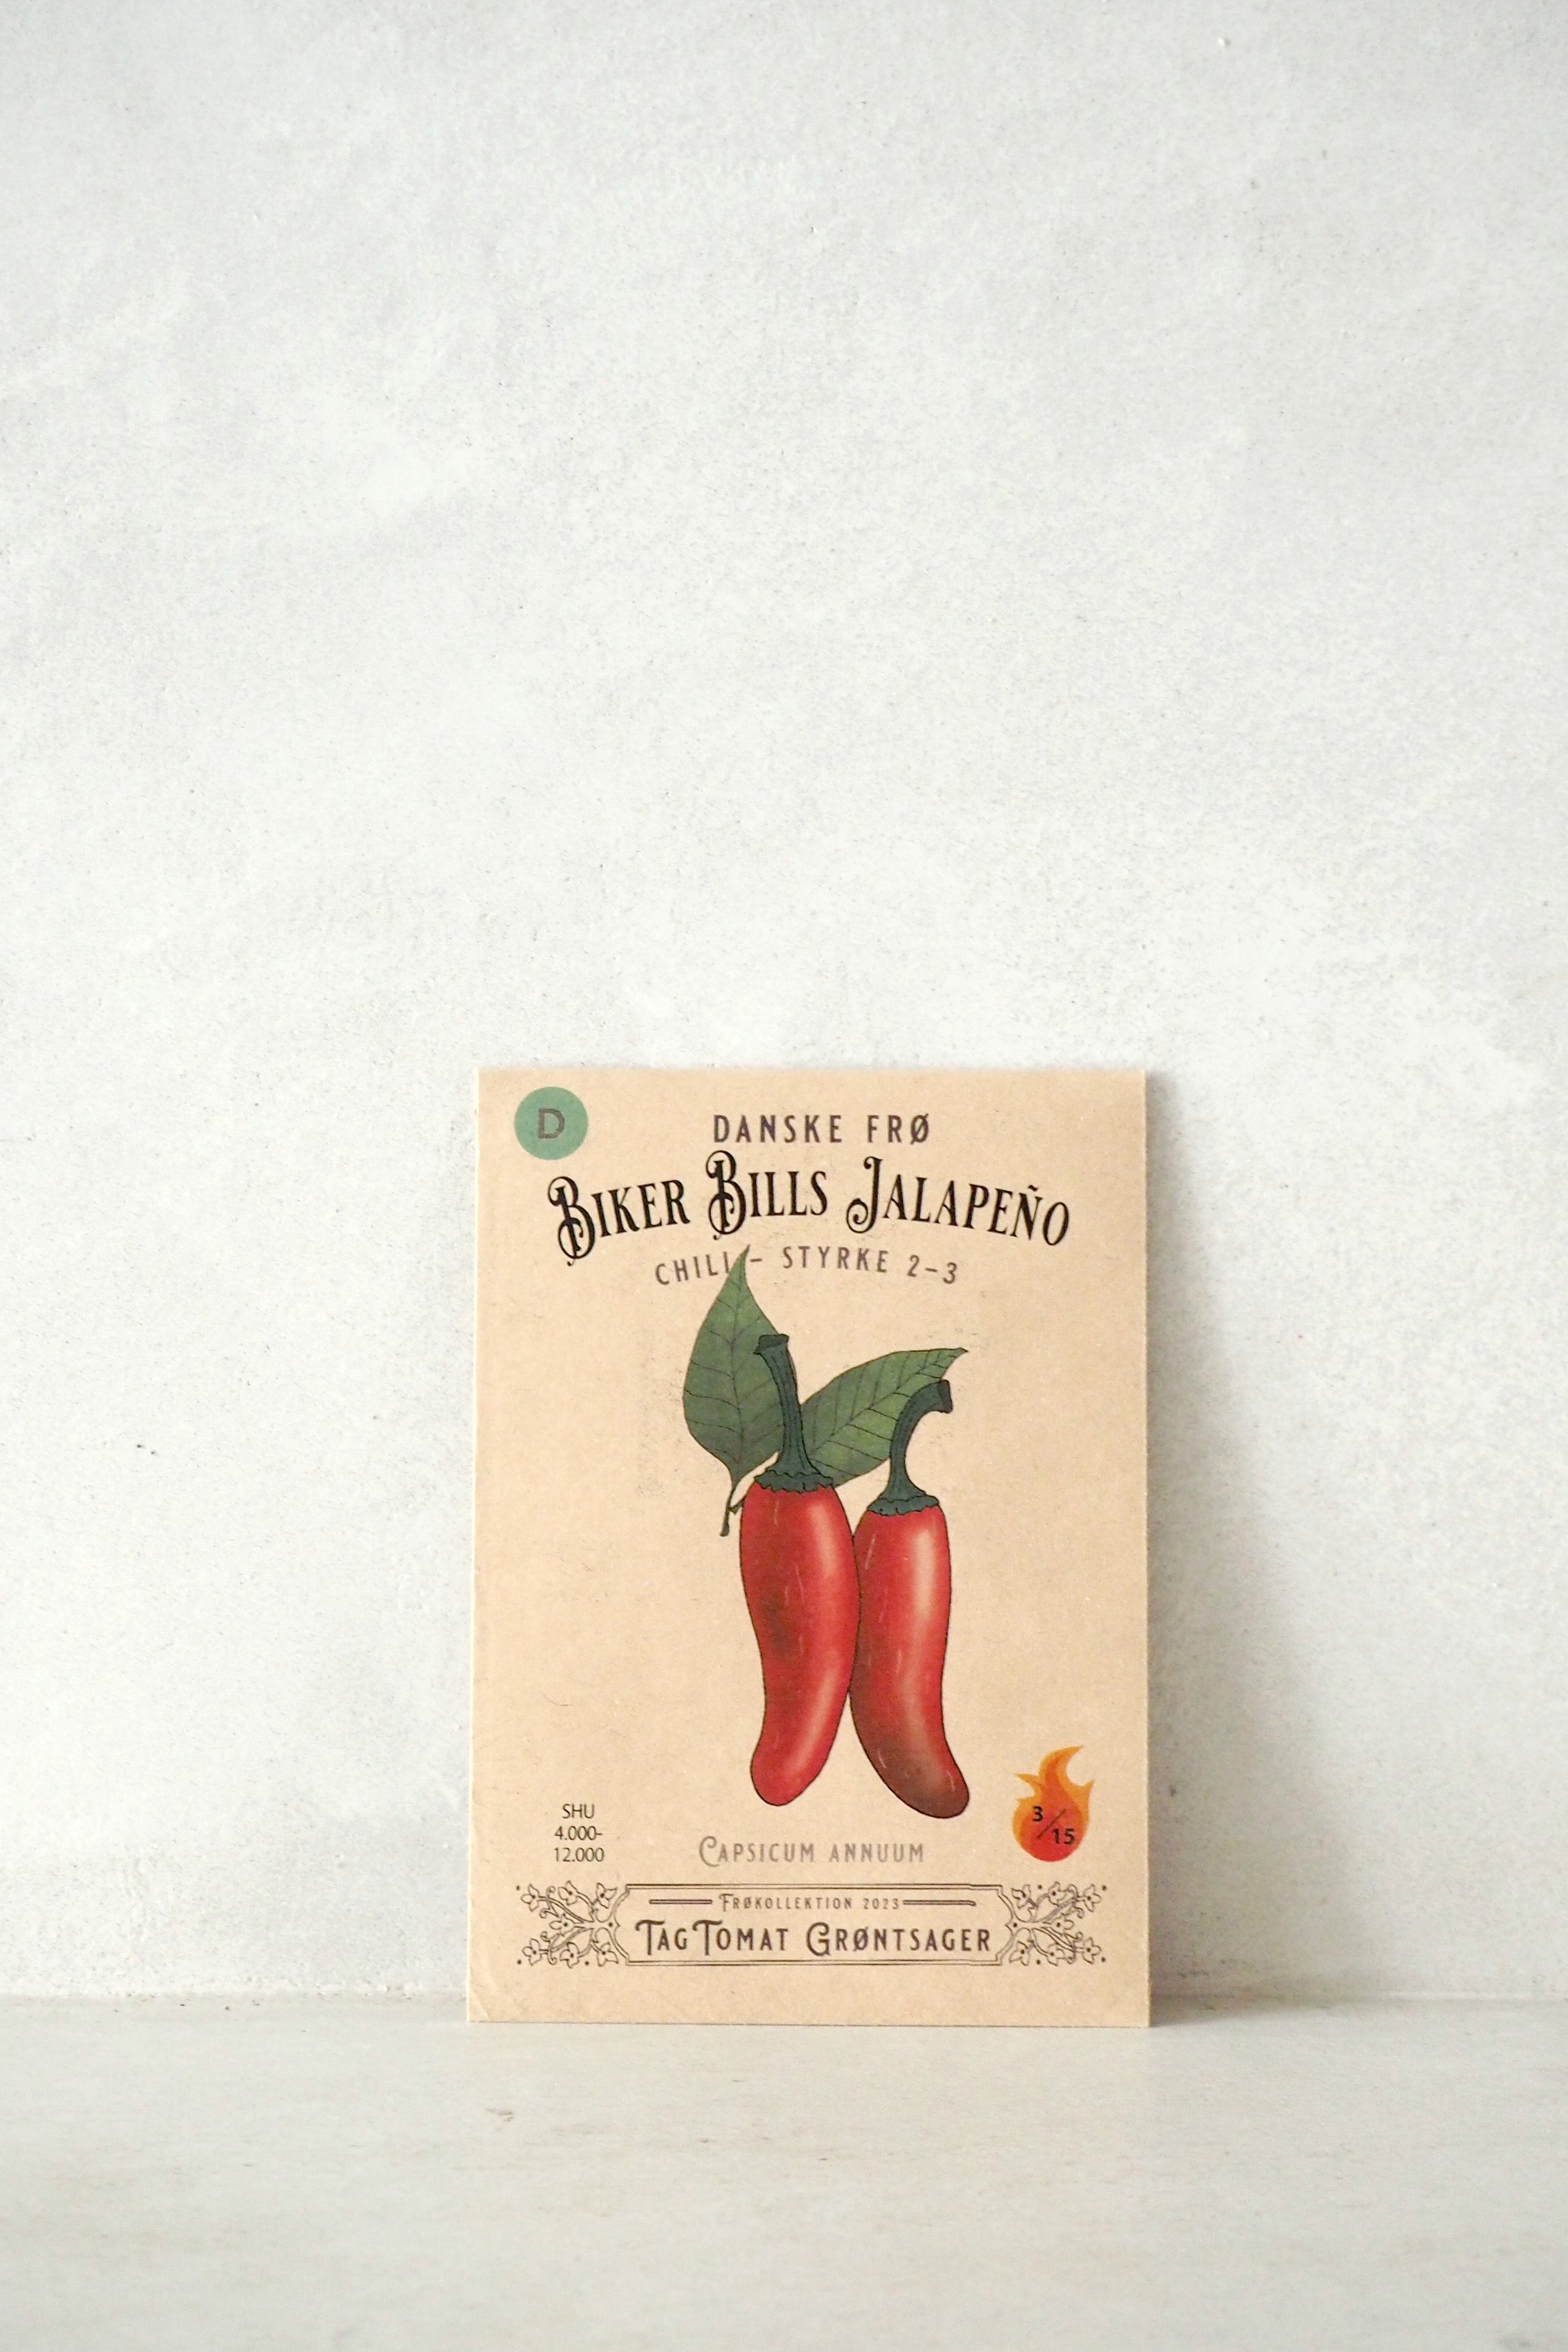 D
DANSKE FRØ
BIKER BILLS JALAPEÑO
CHILI – STYRKE 2–3
SHU
4.000-
12.000
3/15
CAPSICUM ANNUUM
FRØKOLLEKTION 2023
TAGTOMAT GRØNTSAGER